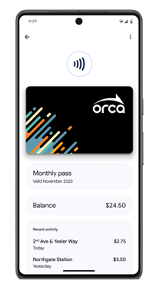 11:27
orca
Monthly pass
Valid November 2023
Balance $24.50
Recent activity
2nd Ave & Yesler Way $2.75
Today
Northgate Station $3.50
Yesterday